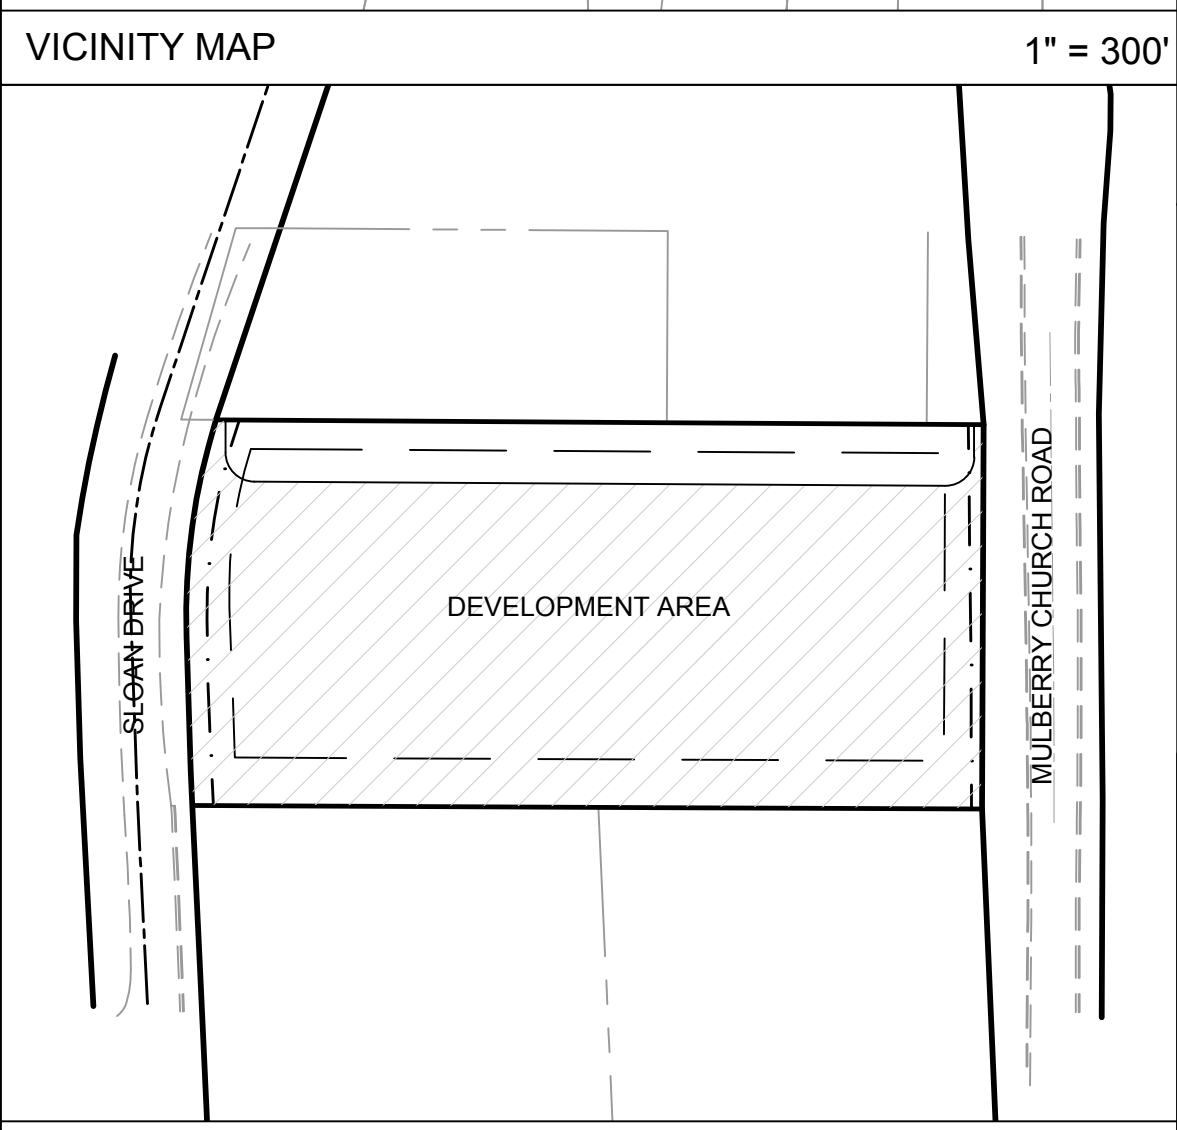 VICINITY MAP
1" = 300'
SLOAN DRIVE
DEVELOPMENT AREA
MULBERRY CHURCH ROAD